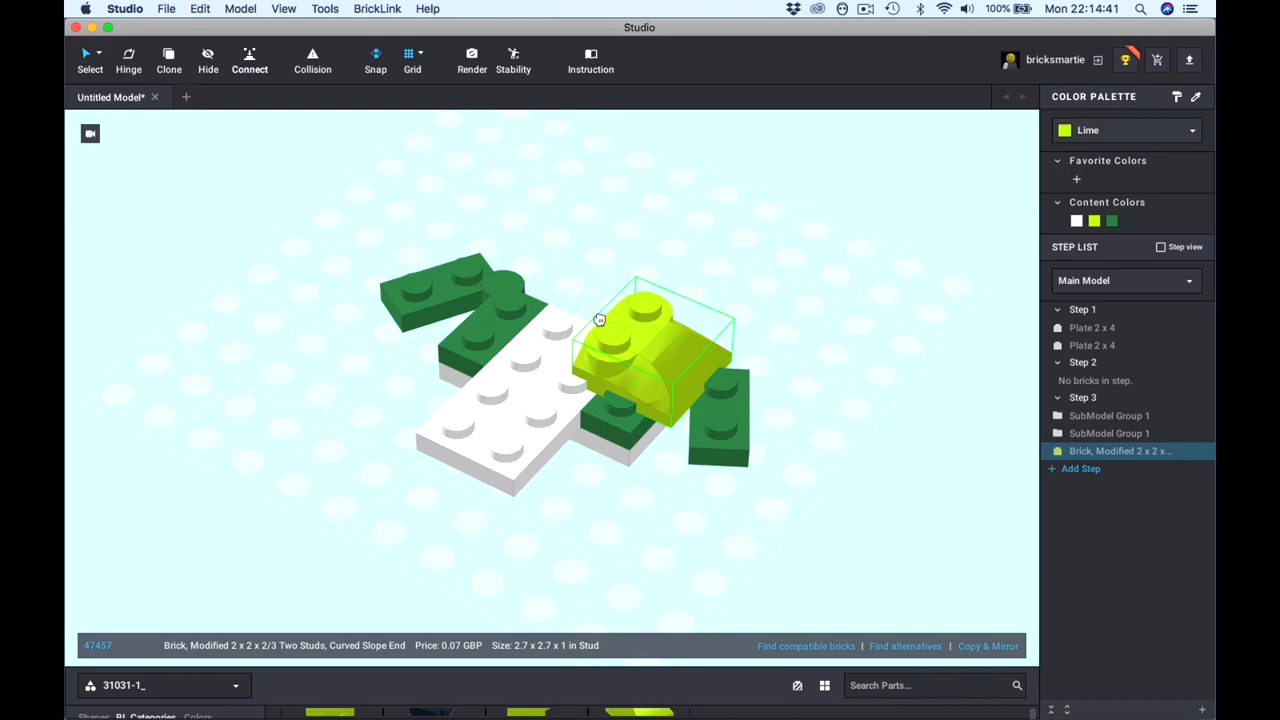 Studio File Edit Model View Tools BrickLink Help 100% Mon 22:14:41
Studio
Select Hinge Clone Hide Connect Collision Snap Grid Render Stability Instruction bricksmartie
Untitled Model*
COLOR PALETTE
Lime
Favorite Colors
Content Colors
STEP LIST Step view
Main Model
Step 1
Plate 2 x 4
Plate 2 x 4
Step 2
No bricks in step.
Step 3
SubModel Group 1
SubModel Group 1
Brick, Modified 2 x 2 x...
+ Add Step
47457 Brick, Modified 2 x 2 x 2/3 Two Studs, Curved Slope End Price: 0.07 GBP Size: 2.7 x 2.7 x 1 in Stud Find compatible bricks | Find alternatives | Copy & Mirror
31031-1_ Search Parts...
Shapes BL Categories Colors